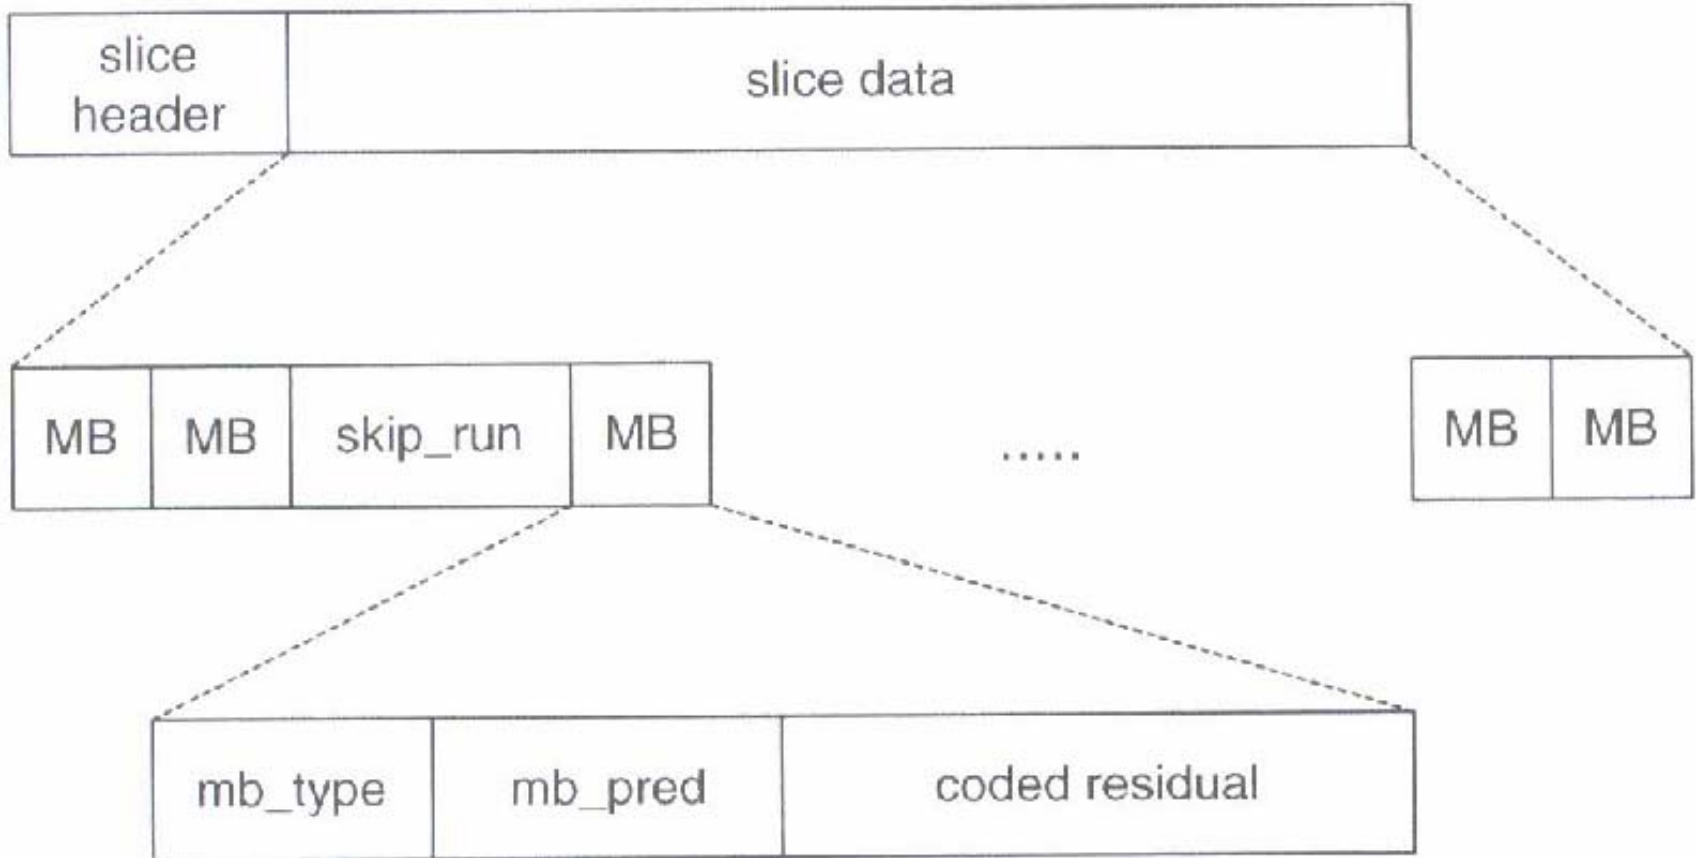 slice
header
slice data
MB MB skip_run MB ..... MB MB
mb_type mb_pred coded residual